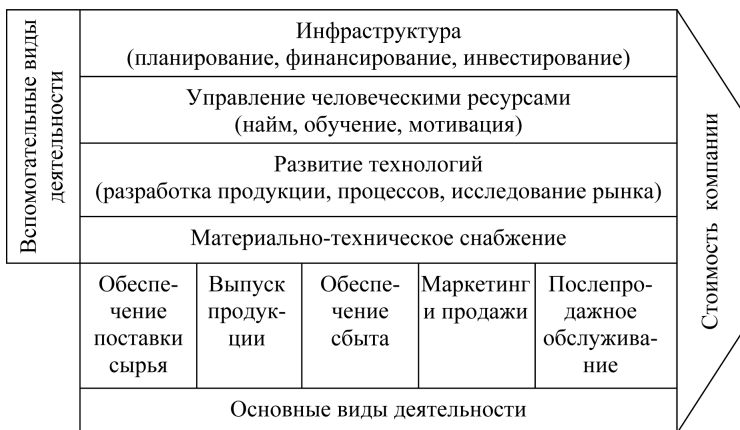 Вспомогательные виды
деятельности
Инфраструктура
(планирование, финансирование, инвестирование)
Управление человеческими ресурсами
(найм, обучение, мотивация)
Развитие технологий
(разработка продукции, процессов, исследование рынка)
Материально-техническое снабжение
Обеспе-
чение
поставки
сырья
Выпуск
продук-
ции
Обеспе-
чение
сбыта
Маркетинг
и продажи
Послепро-
дажное
обслужива-
ние
Основные виды деятельности
Стоимость компании